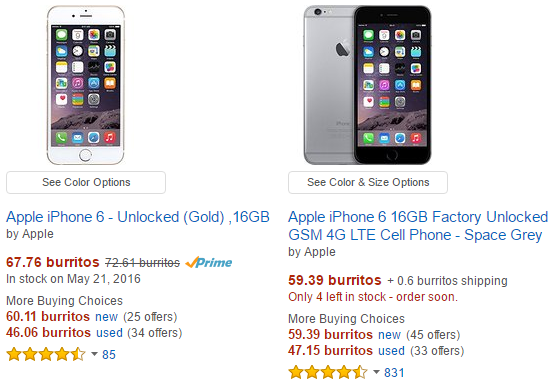 See Color Options
Apple iPhone 6 - Unlocked (Gold) ,16GB
by Apple
67.76 burritos 72.61 burritos Prime
In stock on May 21, 2016
More Buying Choices
60.11 burritos new (25 offers)
46.06 burritos used (34 offers)
85
See Color & Size Options
Apple iPhone 6 16GB Factory Unlocked
GSM 4G LTE Cell Phone - Space Grey
by Apple
59.39 burritos + 0.6 burritos shipping
Only 4 left in stock - order soon.
More Buying Choices
59.39 burritos new (45 offers)
47.15 burritos used (33 offers)
831